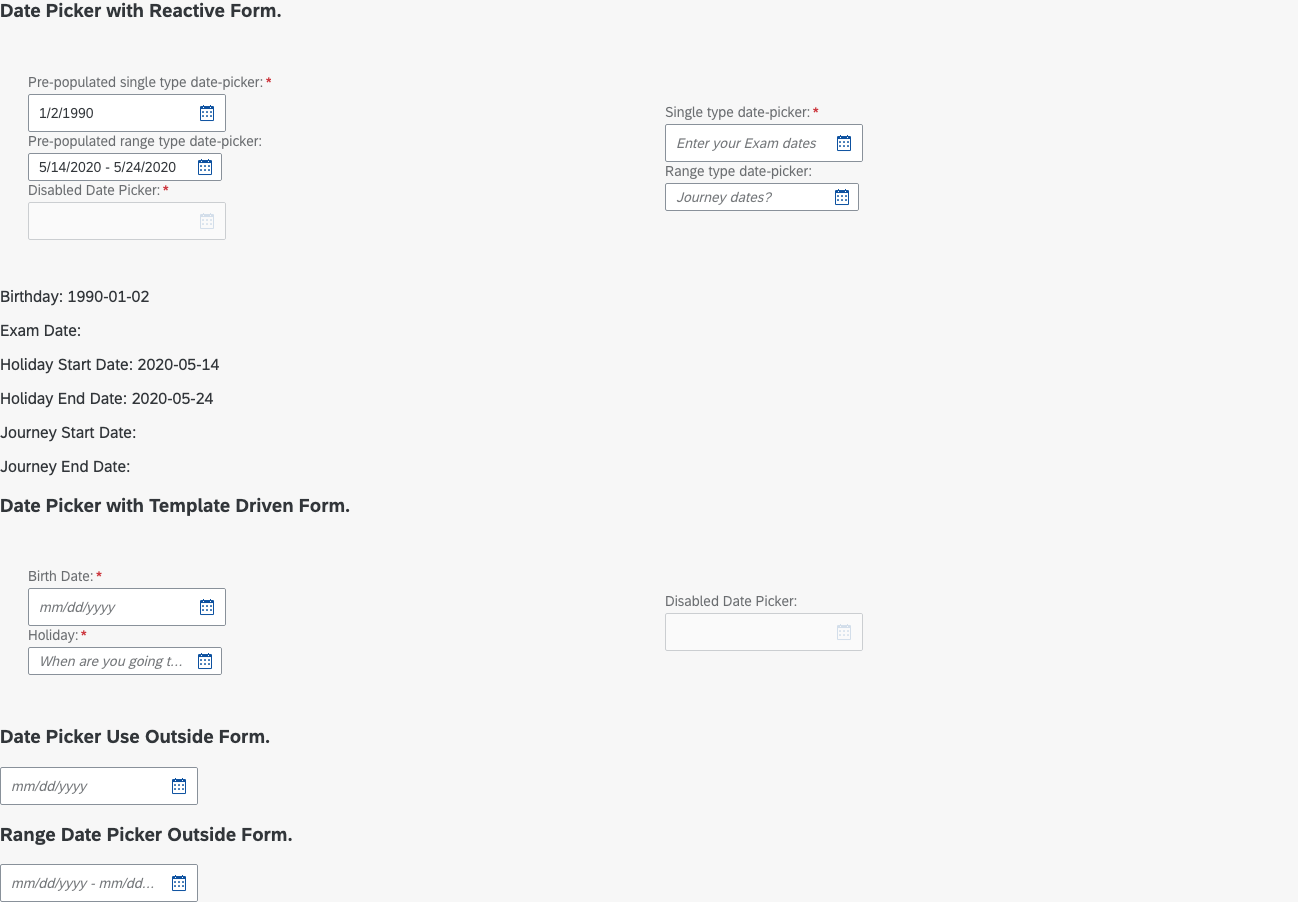 Date Picker with Reactive Form.
Pre-populated single type date-picker:*
1/2/1990
Pre-populated range type date-picker:
5/14/2020 - 5/24/2020
Disabled Date Picker:*
Single type date-picker:*
Enter your Exam dates
Range type date-picker:
Journey dates?
Birthday: 1990-01-02
Exam Date:
Holiday Start Date: 2020-05-14
Holiday End Date: 2020-05-24
Journey Start Date:
Journey End Date:
Date Picker with Template Driven Form.
Birth Date:*
mm/dd/yyyy
Holiday:*
When are you going t...
Disabled Date Picker:
Date Picker Use Outside Form.
mm/dd/yyyy
Range Date Picker Outside Form.
mm/dd/yyyy - mm/dd...